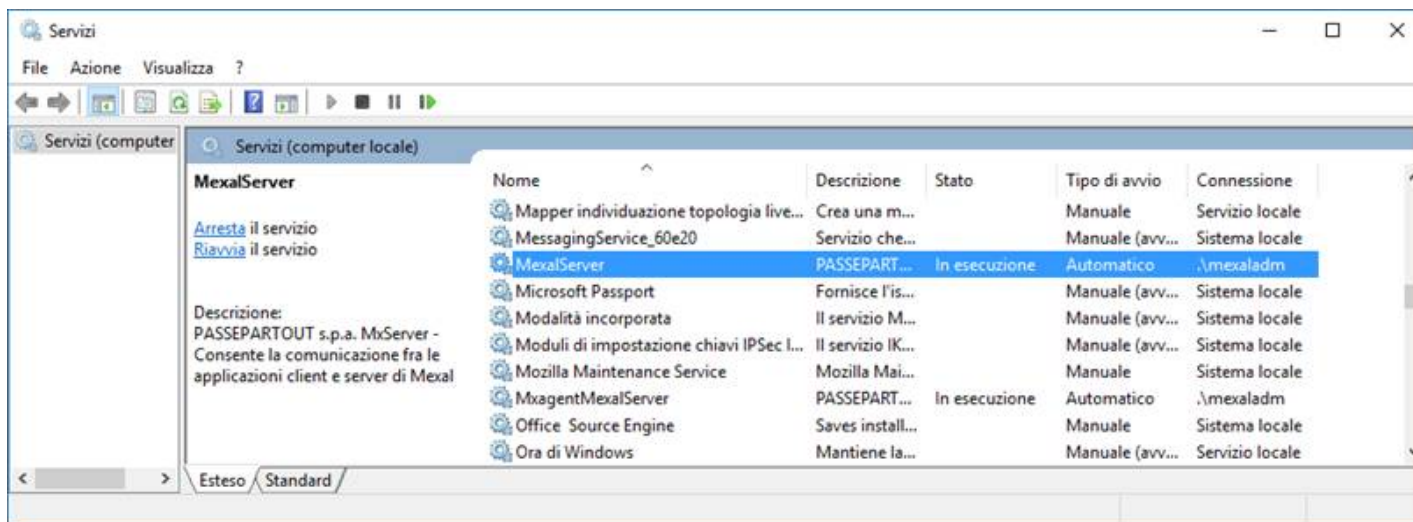 Servizi
File Azione Visualizza ?
Servizi (computer
Servizi (computer locale)
MexalServer
Arresta il servizio
Riavvia il servizio
Descrizione:
PASSEPARTOUT s.p.a. MxServer -
Consente la comunicazione fra le
applicazioni client e server di Mexal
Nome Descrizione Stato Tipo di avvio Connessione
Mapper individuazione topologia live... Crea una m... Manuale Servizio locale
MessagingService_60e20 Servizio che... Manuale (avv... Sistema locale
MexalServer PASSEPART... In esecuzione Automatico .\mexaladm
Microsoft Passport Fornisce l'is... Manuale (avv... Sistema locale
Modalità incorporata Il servizio M... Manuale (avv... Sistema locale
Moduli di impostazione chiavi IPSec I... Il servizio IK... Manuale (avv... Sistema locale
Mozilla Maintenance Service Mozilla Mai... Manuale Sistema locale
MxagentMexalServer PASSEPART... In esecuzione Automatico .\mexaladm
Office Source Engine Saves install... Manuale Sistema locale
Ora di Windows Mantiene la... Manuale (avv... Servizio locale
Esteso Standard